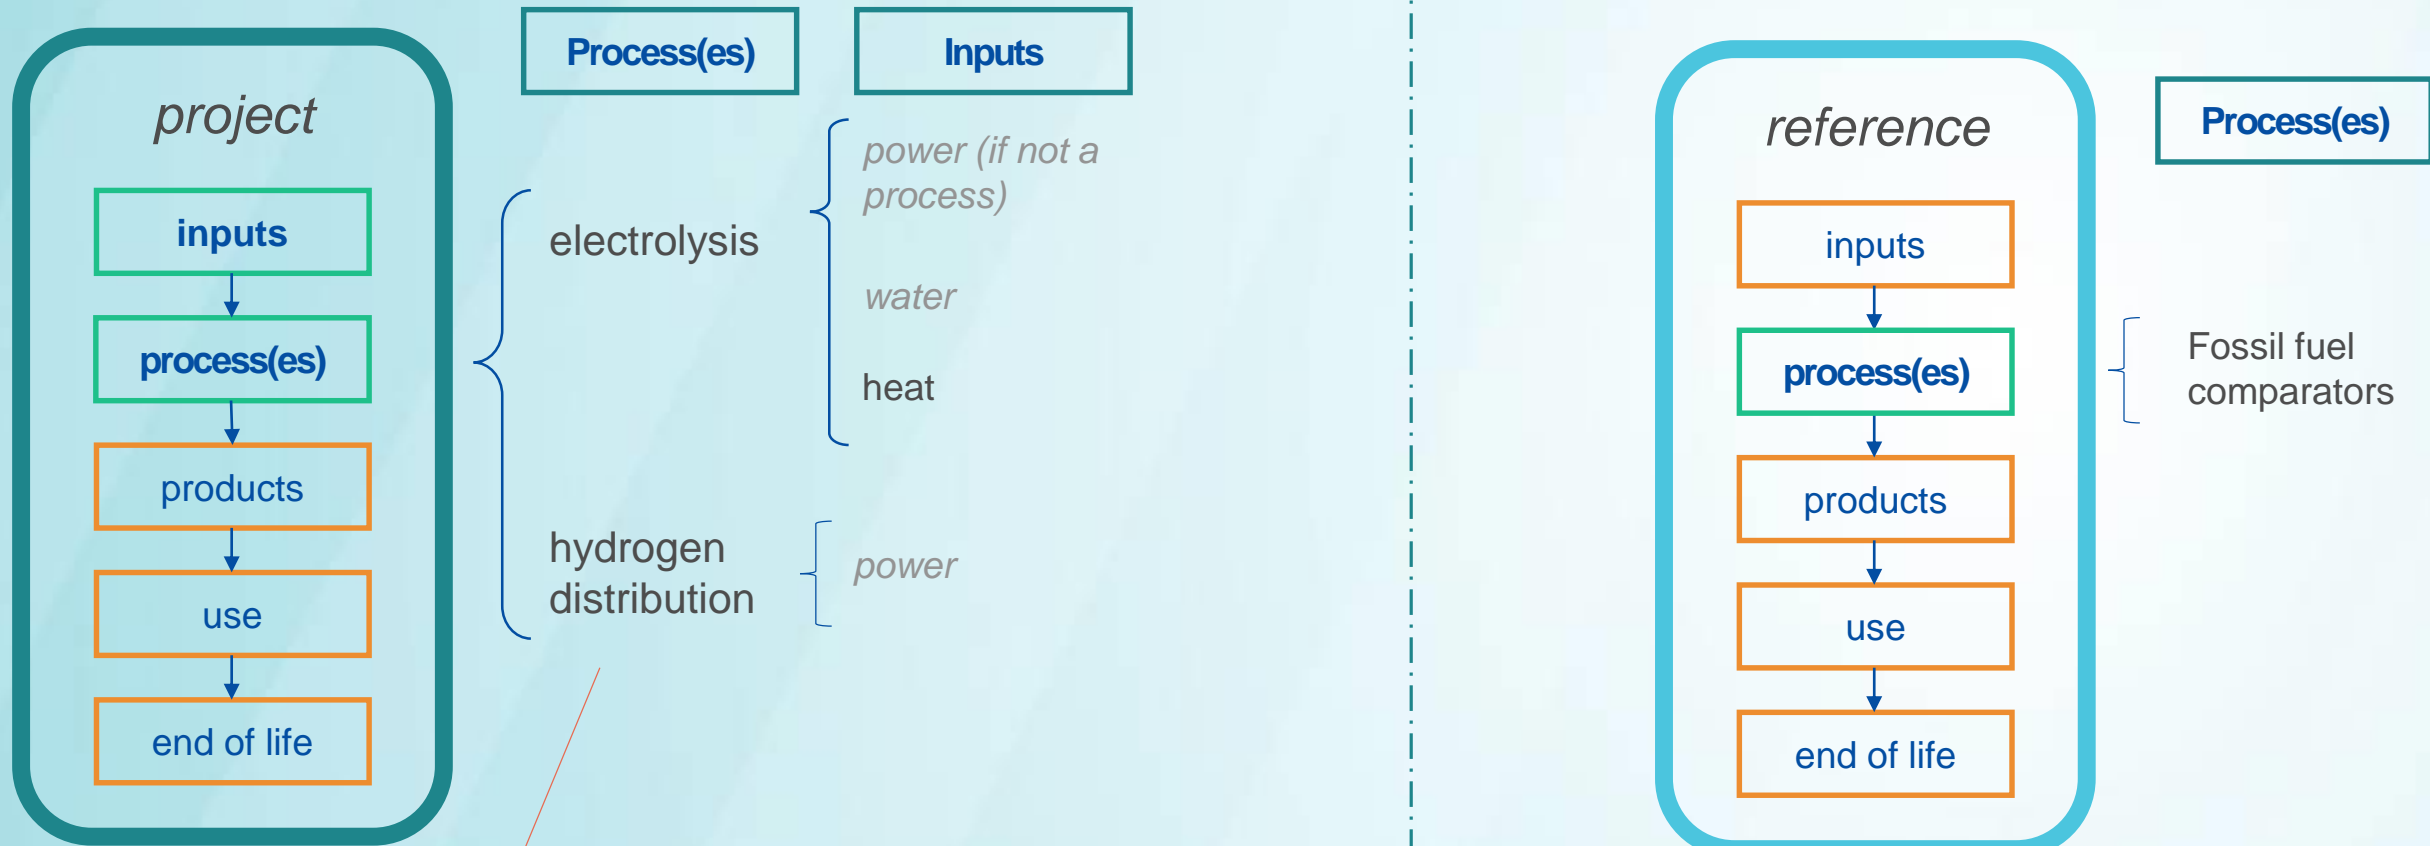 project
inputs
process(es)
products
use
end of life
Process(es)
electrolysis
hydrogen
distribution
Inputs
power (if not a
process)
water
heat
power
reference
inputs
process(es)
products
use
end of life
Process(es)
Fossil fuel
comparators